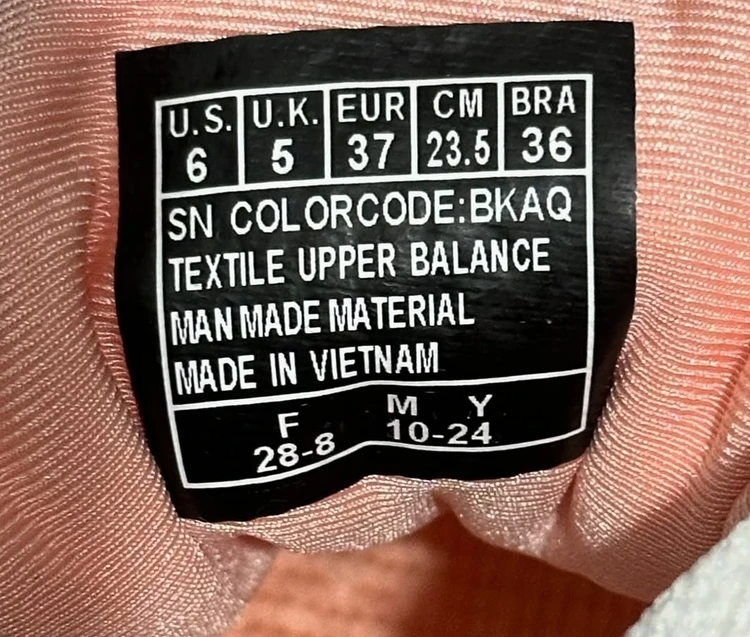 U.S. U.K. EUR CM BRA
6 5 37 23.5 36
SN COLORCODE:BKAQ
TEXTILE UPPER BALANCE
MAN MADE MATERIAL
MADE IN VIETNAM
F M Y
28-8 10-24